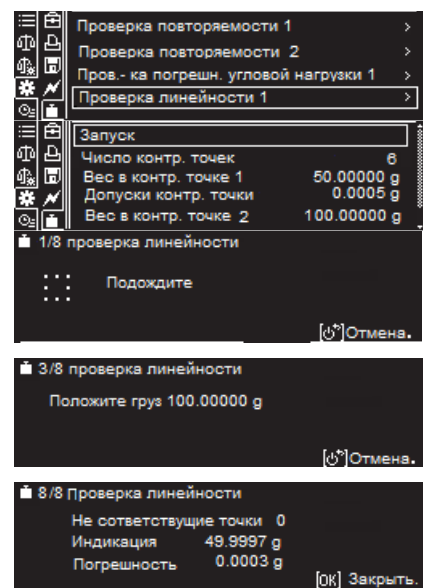 Проверка повторяемости 1 >
Проверка повторяемости 2 >
Пров.- ка погрешн. угловой нагрузки 1 >
Проверка линейности 1 >
Запуск
Число контр. точек 6
Вес в контр. точке 1 50.00000 g
Допуски контр. точки 0.0005 g
Вес в контр. точке 2 100.00000 g
1/8 проверка линейности
Подождите
[⏻]Отмена.
3/8 проверка линейности
Положите груз 100.00000 g
[⏻]Отмена.
8/8 Проверка линейности
Не сответствущие точки 0
Индикация 49.9997 g
Погрешность 0.0003 g
[OK] Закрыть.